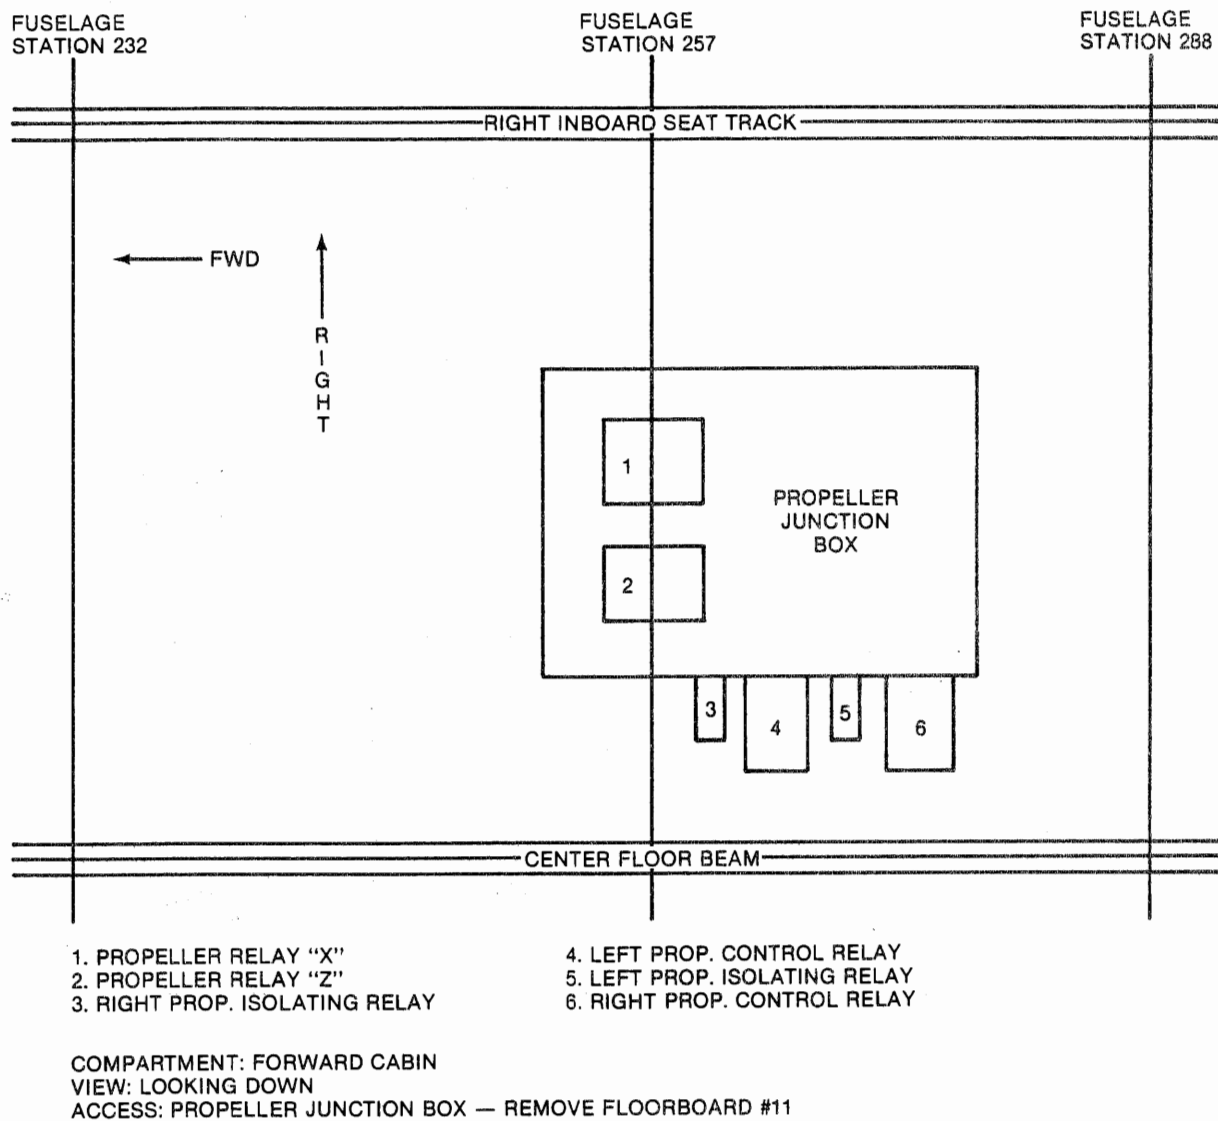 FUSELAGE
STATION 232
FUSELAGE
STATION 257
FUSELAGE
STATION 288
RIGHT INBOARD SEAT TRACK
FWD
RIGHT
1
2
PROPELLER
JUNCTION
BOX
3
4
5
6
CENTER FLOOR BEAM
1. PROPELLER RELAY “X”
2. PROPELLER RELAY “Z”
3. RIGHT PROP. ISOLATING RELAY
4. LEFT PROP. CONTROL RELAY
5. LEFT PROP. ISOLATING RELAY
6. RIGHT PROP. CONTROL RELAY
COMPARTMENT: FORWARD CABIN
VIEW: LOOKING DOWN
ACCESS: PROPELLER JUNCTION BOX — REMOVE FLOORBOARD #11